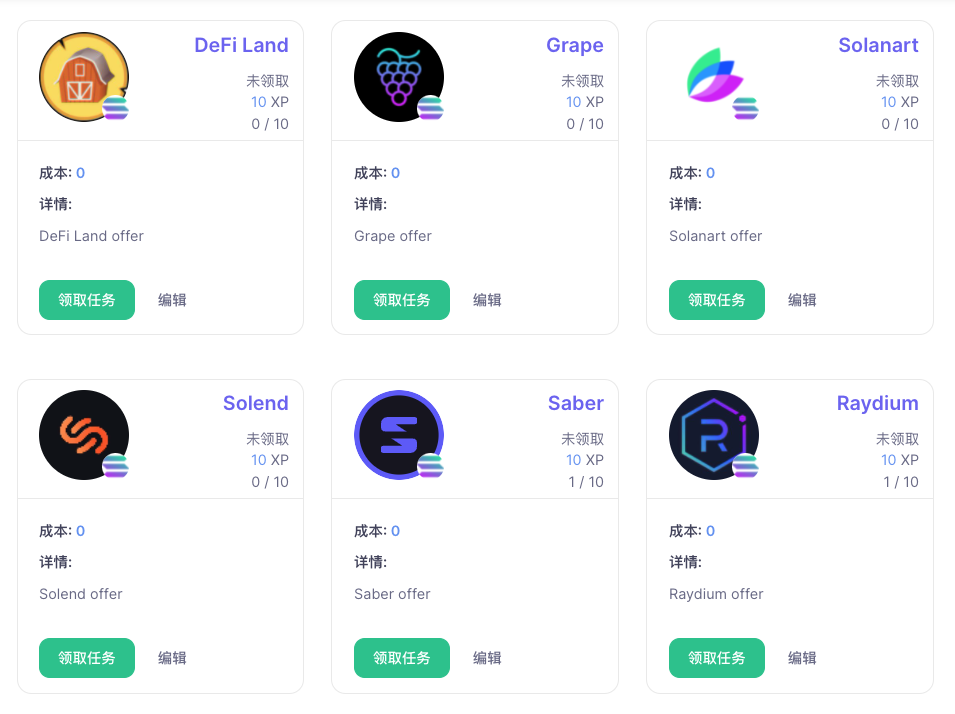 DeFi Land
未领取
10 XP
0 / 10
成本: 0
详情:
DeFi Land offer
领取任务 编辑
Grape
未领取
10 XP
0 / 10
成本: 0
详情:
Grape offer
领取任务 编辑
Solanart
未领取
10 XP
0 / 10
成本: 0
详情:
Solanart offer
领取任务 编辑
Solend
未领取
10 XP
0 / 10
成本: 0
详情:
Solend offer
领取任务 编辑
Saber
未领取
10 XP
1 / 10
成本: 0
详情:
Saber offer
领取任务 编辑
Raydium
未领取
10 XP
1 / 10
成本: 0
详情:
Raydium offer
领取任务 编辑